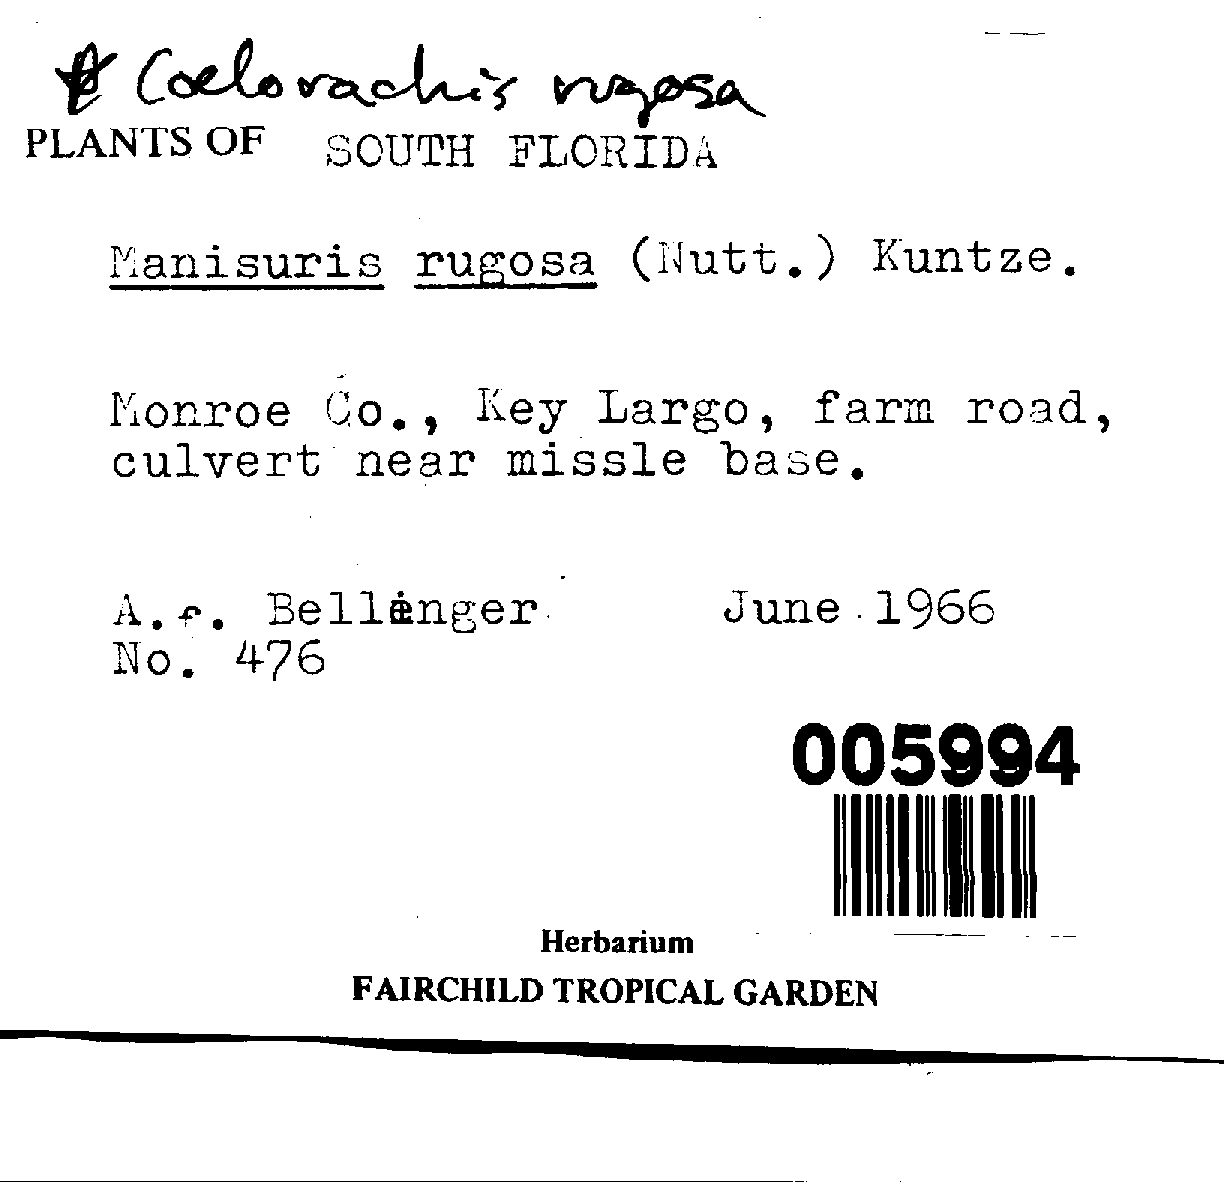 Coelorachis rugosa
PLANTS OF SOUTH FLORIDA
Manisuris rugosa (Nutt.) Kuntze.
Monroe Co., Key Largo, farm road,
culvert near missle base.
A. r. Bellanger June 1966
No. 476
005994
Herbarium
FAIRCHILD TROPICAL GARDEN